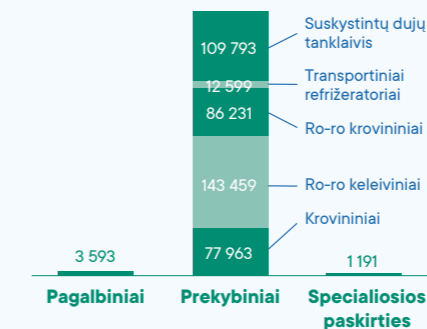 Suskystintų dujų
tanklaivis
109 793
Transportiniai
refrižeratoriai
12 599
86 231
Ro-ro krovininiai
143 459
Ro-ro keleiviniai
Krovininiai
77 963
3 593
1 191
Pagalbiniai
Prekybiniai
Specialiosios
paskirties